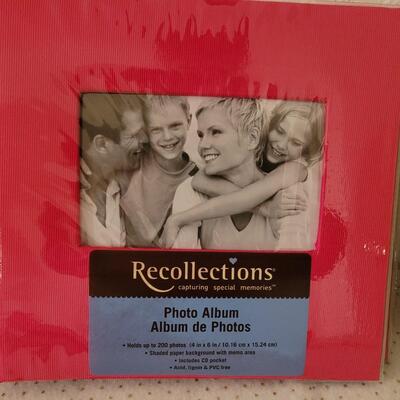 Recollections
capturing special memories™
Photo Album
Album de Photos
• Holds up to 200 photos (4 in x 6 in / 10.16 cm x 15.24 cm)
• Shaded paper background with memo area
• Includes CD pocket
• Acid, lignin & PVC free